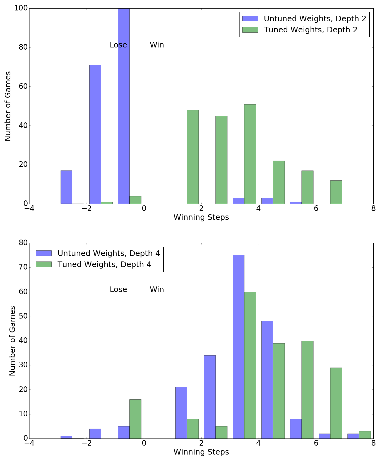 100
80
60
40
20
0
Number of Games
Untuned Weights, Depth 2
Tuned Weights, Depth 2
Lose Win
−4 −2 0 2 4 6 8
Winning Steps
80
70
60
50
40
30
20
10
0
Number of Games
Untuned Weights, Depth 4
Tuned Weights, Depth 4
Lose Win
−4 −2 0 2 4 6 8
Winning Steps